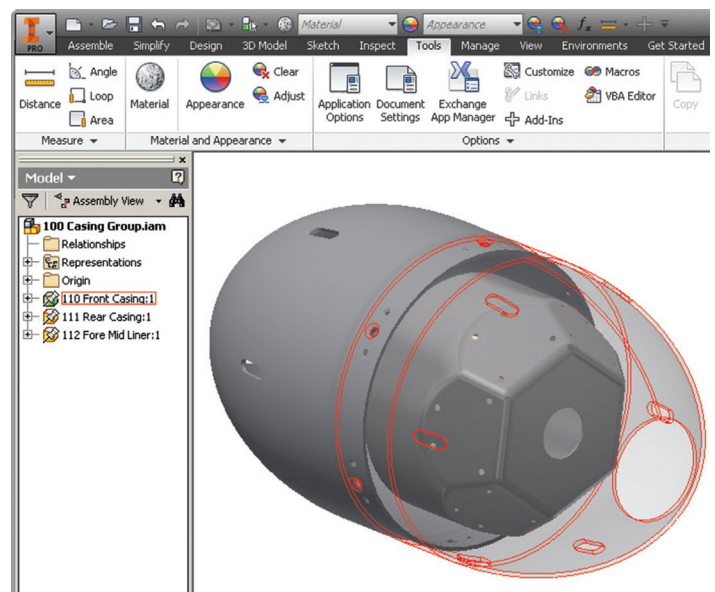 PRO
Material
Appearance
fx
Assemble Simplify Design 3D Model Sketch Inspect Tools Manage View Environments Get Started
Distance
Angle
Loop
Area
Measure
Material
Appearance
Clear
Adjust
Material and Appearance
Application Options
Document Settings
Exchange App Manager
Customize
Links
Add-Ins
Macros
VBA Editor
Options
Copy
Model
Assembly View
100 Casing Group.iam
Relationships
Representations
Origin
110 Front Casing:1
111 Rear Casing:1
112 Fore Mid Liner:1